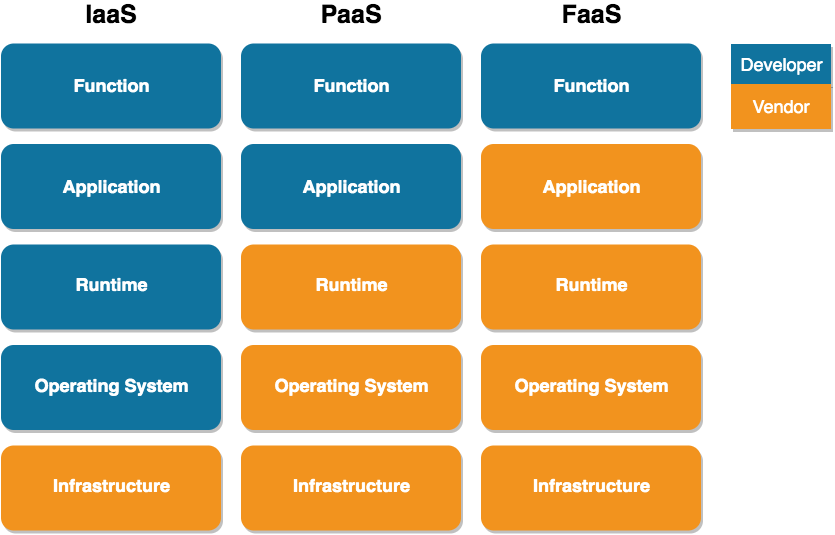 IaaS PaaS FaaS
Function Function Function
Developer
Vendor
Application Application Application
Runtime Runtime Runtime
Operating System Operating System Operating System
Infrastructure Infrastructure Infrastructure